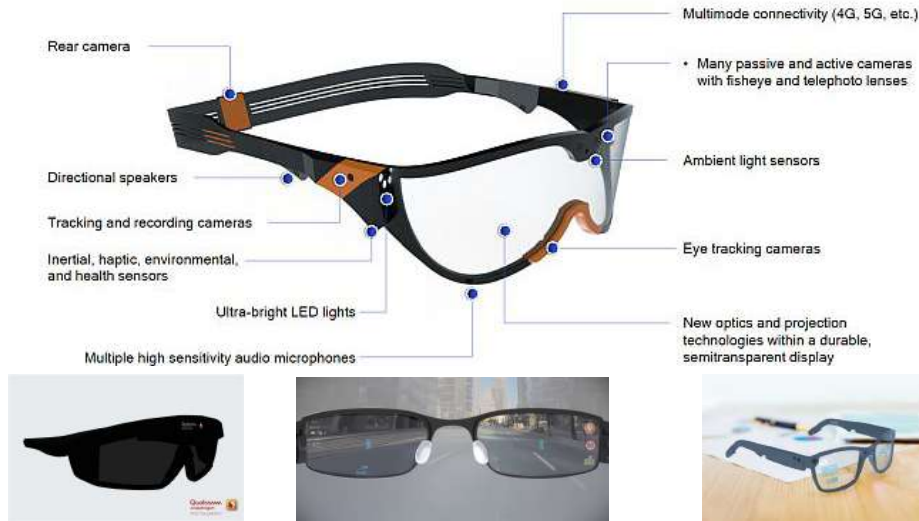 Rear camera
Directional speakers
Tracking and recording cameras
Inertial, haptic, environmental,
and health sensors
Ultra-bright LED lights
Multiple high sensitivity audio microphones
Multimode connectivity (4G, 5G, etc.)
• Many passive and active cameras
with fisheye and telephoto lenses
Ambient light sensors
Eye tracking cameras
New optics and projection
technologies within a durable,
semitransparent display
Qualcomm
snapdragon